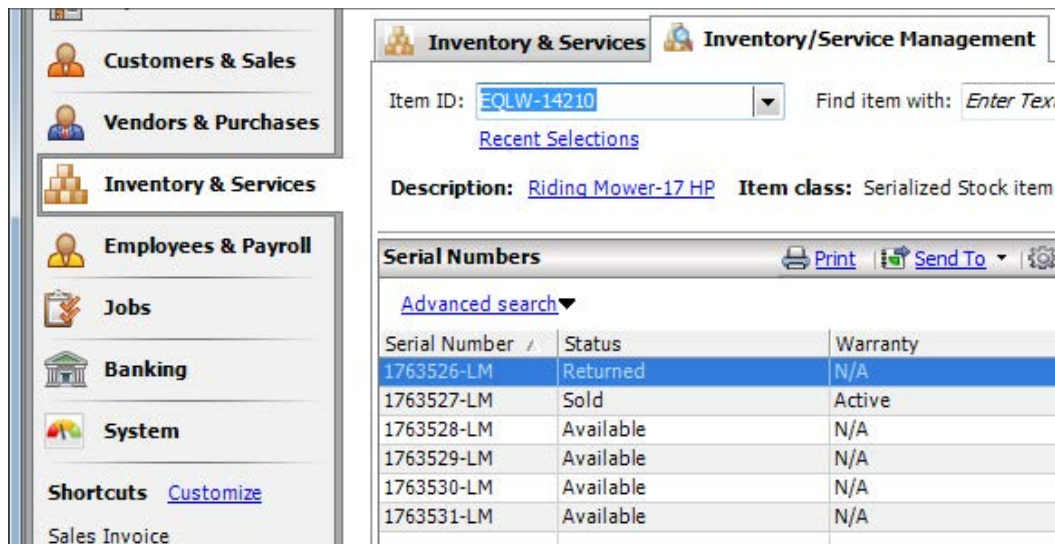 Customers & Sales
Vendors & Purchases
Inventory & Services
Employees & Payroll
Jobs
Banking
System
Shortcuts Customize
Sales Invoice
Inventory & Services Inventory/Service Management
Item ID: EQLW-14210 Find item with: Enter Text
Recent Selections
Description: Riding Mower-17 HP Item class: Serialized Stock item
Serial Numbers Print Send To
Advanced search
Serial Number Status Warranty
1763526-LM Returned N/A
1763527-LM Sold Active
1763528-LM Available N/A
1763529-LM Available N/A
1763530-LM Available N/A
1763531-LM Available N/A